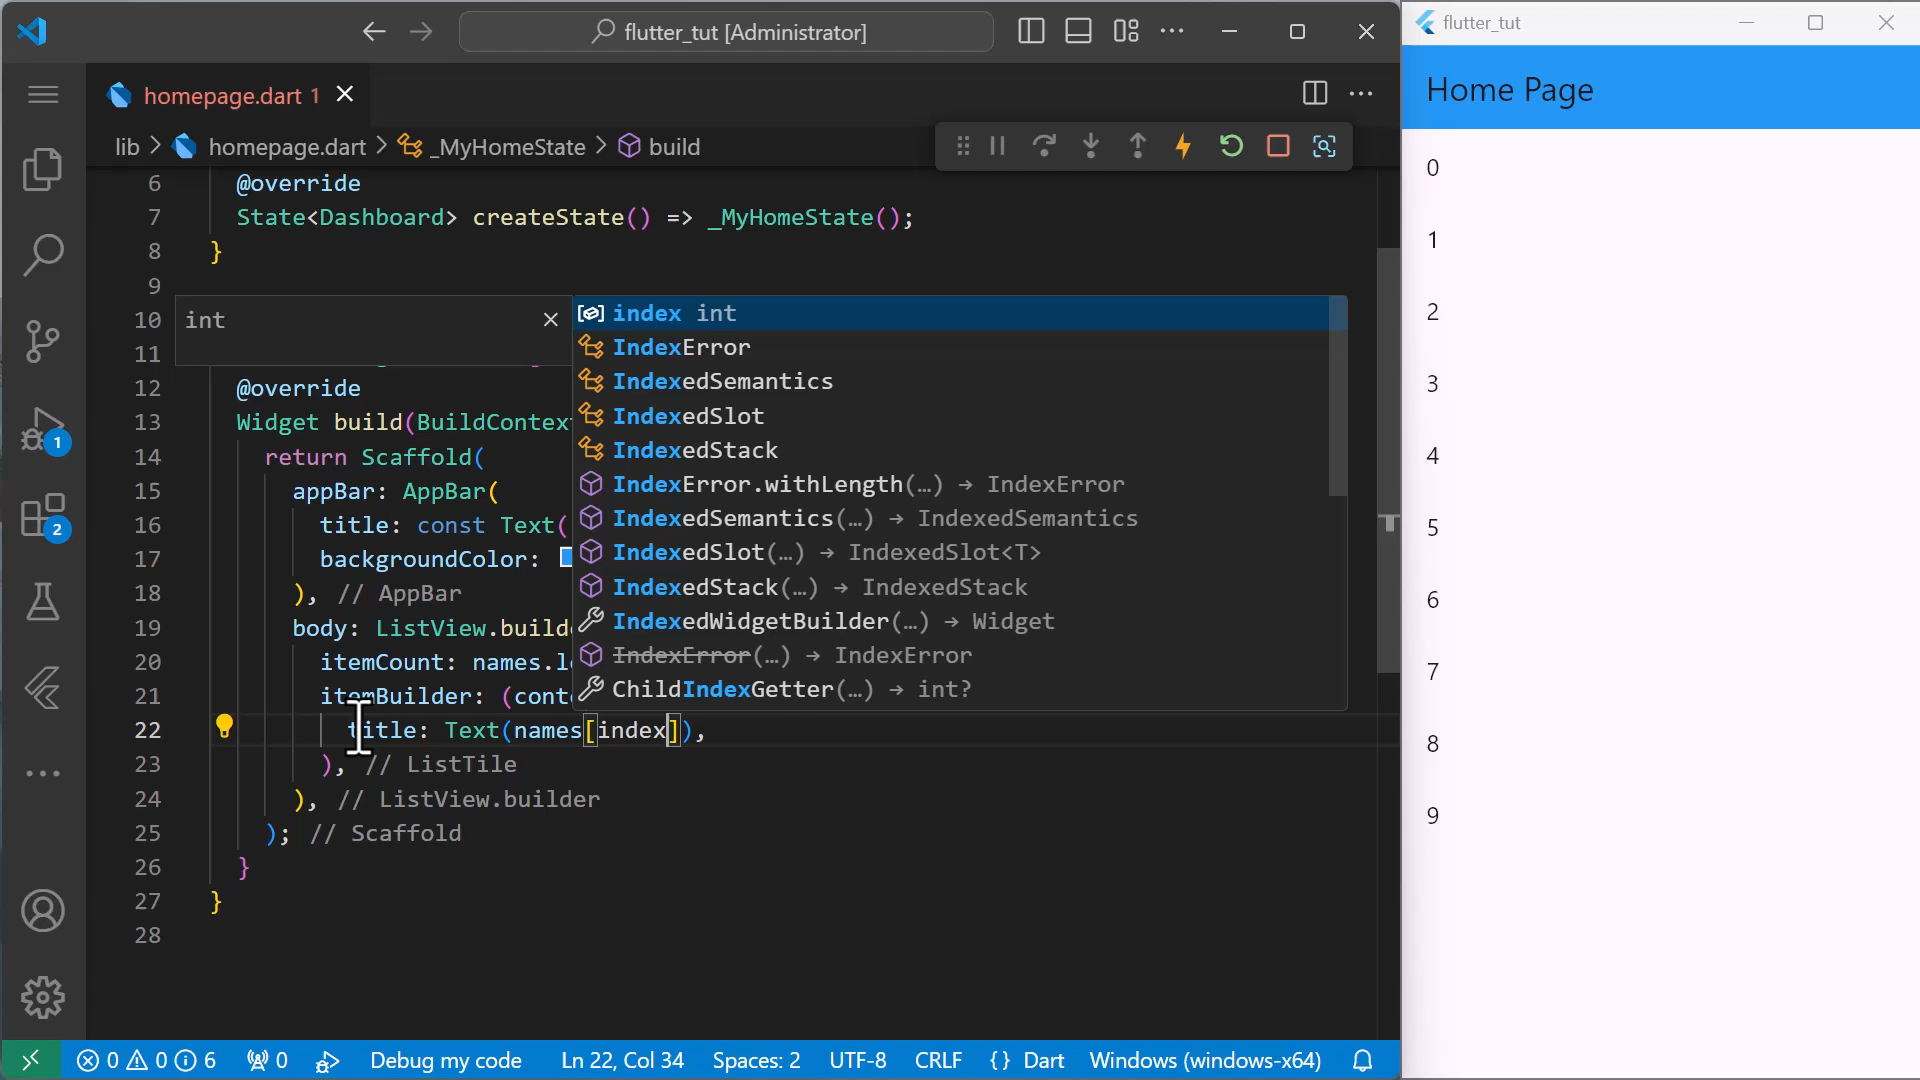 flutter_tut [Administrator]
homepage.dart 1
lib > homepage.dart > _MyHomeState > build
6 @override
7 State<Dashboard> createState() => _MyHomeState();
8 }
9
10
11
12 @override
13 Widget build(BuildContext
14 return Scaffold(
15 appBar: AppBar(
16 title: const Text(
17 backgroundColor:
18 ), // AppBar
19 body: ListView.builde
20 itemCount: names.le
21 itemBuilder: (conte
22 title: Text(names[index]),
23 ), // ListTile
24 ), // ListView.builder
25 ); // Scaffold
26 }
27 }
28
int
index int
IndexError
IndexedSemantics
IndexedSlot
IndexedStack
IndexError.withLength(…) → IndexError
IndexedSemantics(…) → IndexedSemantics
IndexedSlot(…) → IndexedSlot<T>
IndexedStack(…) → IndexedStack
IndexedWidgetBuilder(…) → Widget
IndexError(…) → IndexError
ChildIndexGetter(…) → int?
1
2
0 0 6 0 Debug my code Ln 22, Col 34 Spaces: 2 UTF-8 CRLF {} Dart Windows (windows-x64)
flutter_tut
Home Page
0
1
2
3
4
5
6
7
8
9